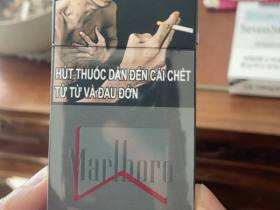 HÚT THUỐC DẪN ĐẾN CÁI CHẾT
TỪ TỪ VÀ ĐAU ĐỚN
Marlboro